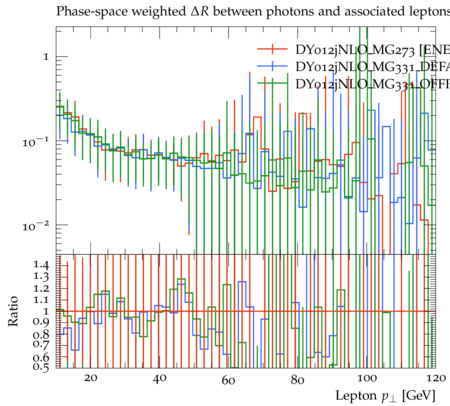 Phase-space weighted ΔR between photons and associated leptons
DY012jNLO_MG273 [ENE
DY012jNLO_MG331_DEFA
DY012jNLO_MG331_OFFI
1
10⁻¹
10⁻²
1.4
1.3
1.2
1.1
1
0.9
0.8
0.7
0.6
0.5
Ratio
20 40 60 80 100 120
Lepton p⊥ [GeV]